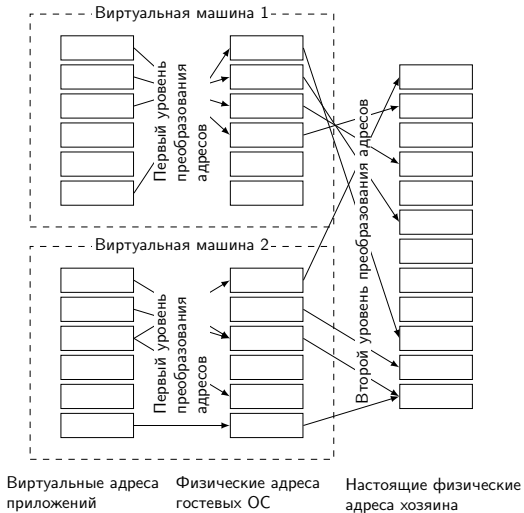 Виртуальная машина 1
Первый уровень
преобразования
адресов
Виртуальная машина 2
Первый уровень
преобразования
адресов
Второй уровень преобразования адресов
Виртуальные адреса
приложений
Физические адреса
гостевых ОС
Настоящие физические
адреса хозяина